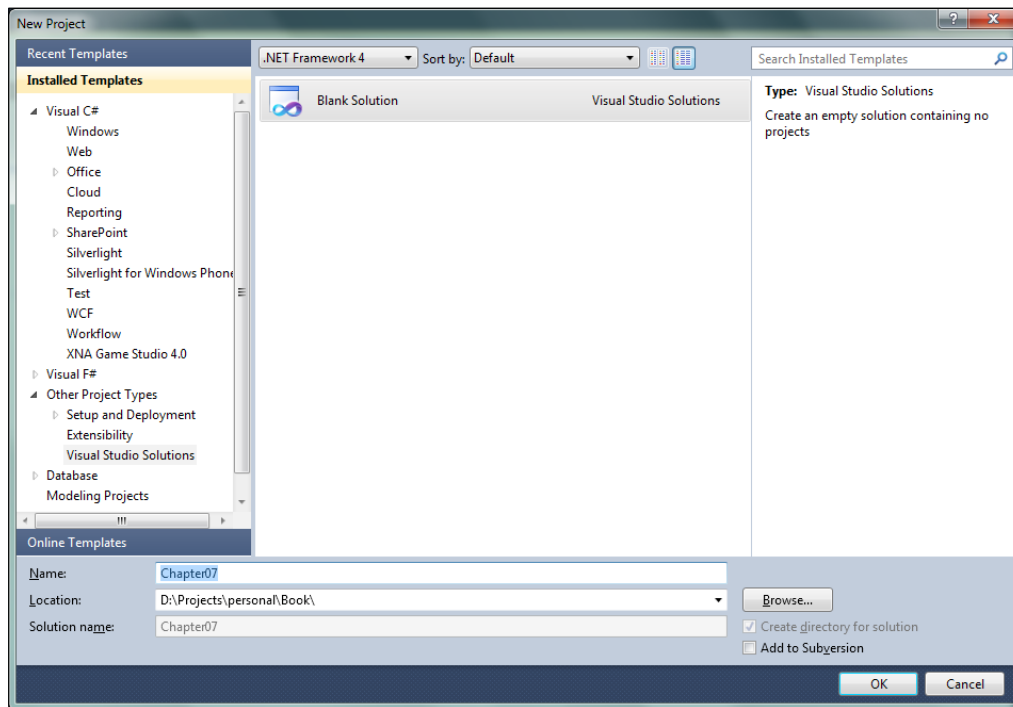 New Project
Recent Templates
Installed Templates
Visual C#
Windows
Web
Office
Cloud
Reporting
SharePoint
Silverlight
Silverlight for Windows Phone
Test
WCF
Workflow
XNA Game Studio 4.0
Visual F#
Other Project Types
Setup and Deployment
Extensibility
Visual Studio Solutions
Database
Modeling Projects
Online Templates
.NET Framework 4
Sort by: Default
Blank Solution Visual Studio Solutions
Search Installed Templates
Type: Visual Studio Solutions
Create an empty solution containing no
projects
Name: Chapter07
Location: D:\Projects\personal\Book\
Browse...
Solution name: Chapter07
Create directory for solution
Add to Subversion
OK Cancel